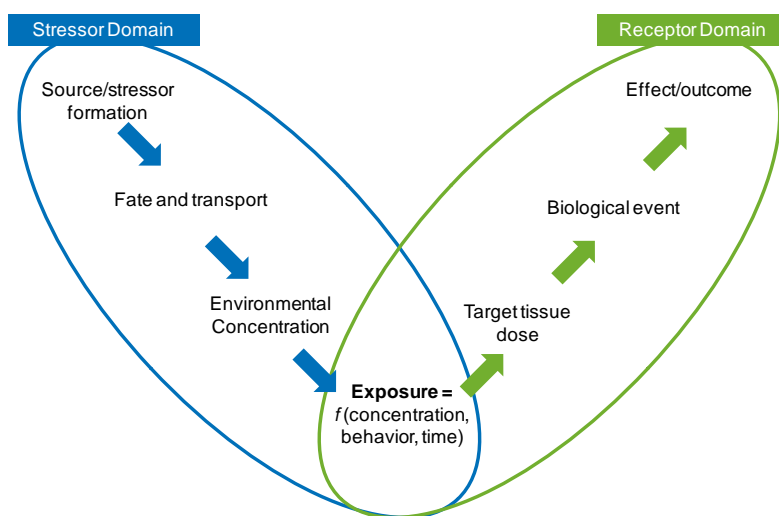 Stressor Domain
Receptor Domain
Source/stressor
formation
Effect/outcome
Fate and transport
Biological event
Environmental
Concentration
Target tissue
dose
Exposure =
f (concentration,
behavior, time)